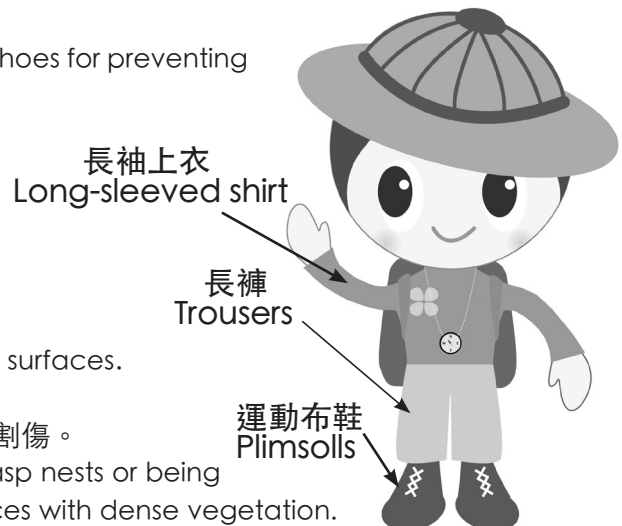 hoes for preventing
長袖上衣
Long-sleeved shirt
長褲
Trousers
surfaces.
運動布鞋
Plimsolls
割傷。
asp nests or being
ces with dense vegetation.